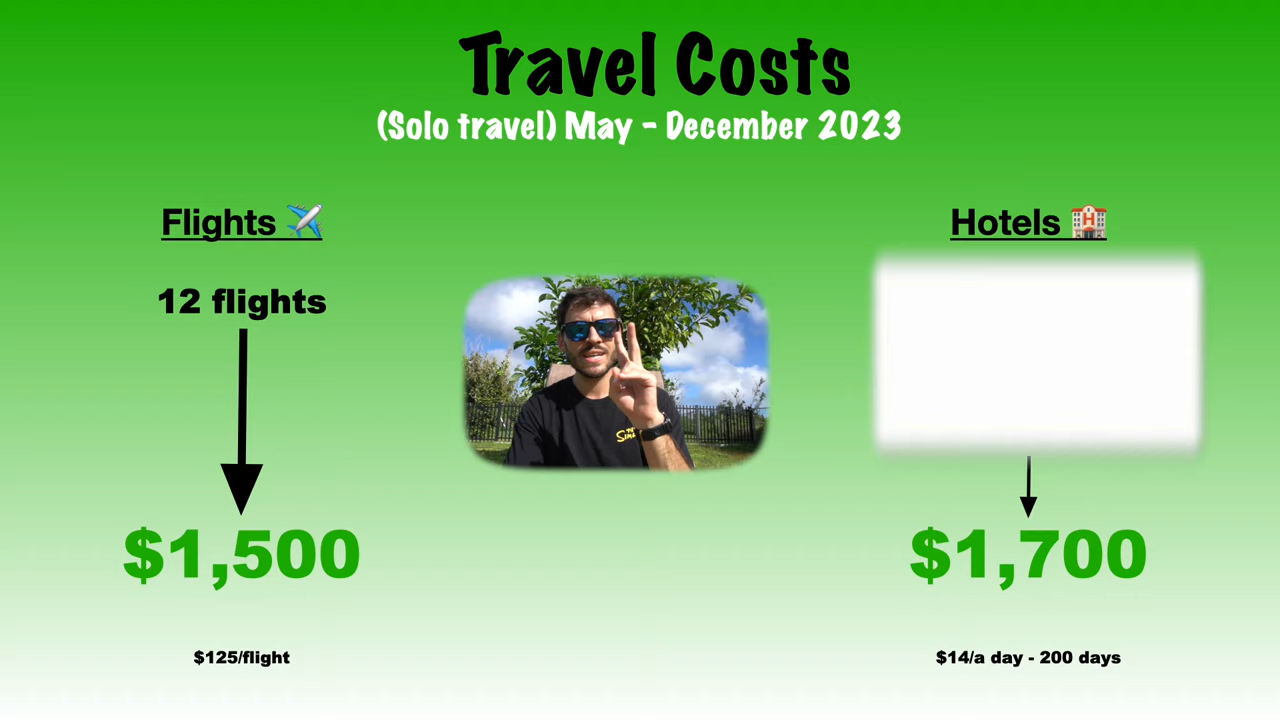 Travel Costs
(Solo travel) May - December 2023
Flights ✈️
12 flights
$1,500
$125/flight
Hotels 🏨
$1,700
$14/a day - 200 days